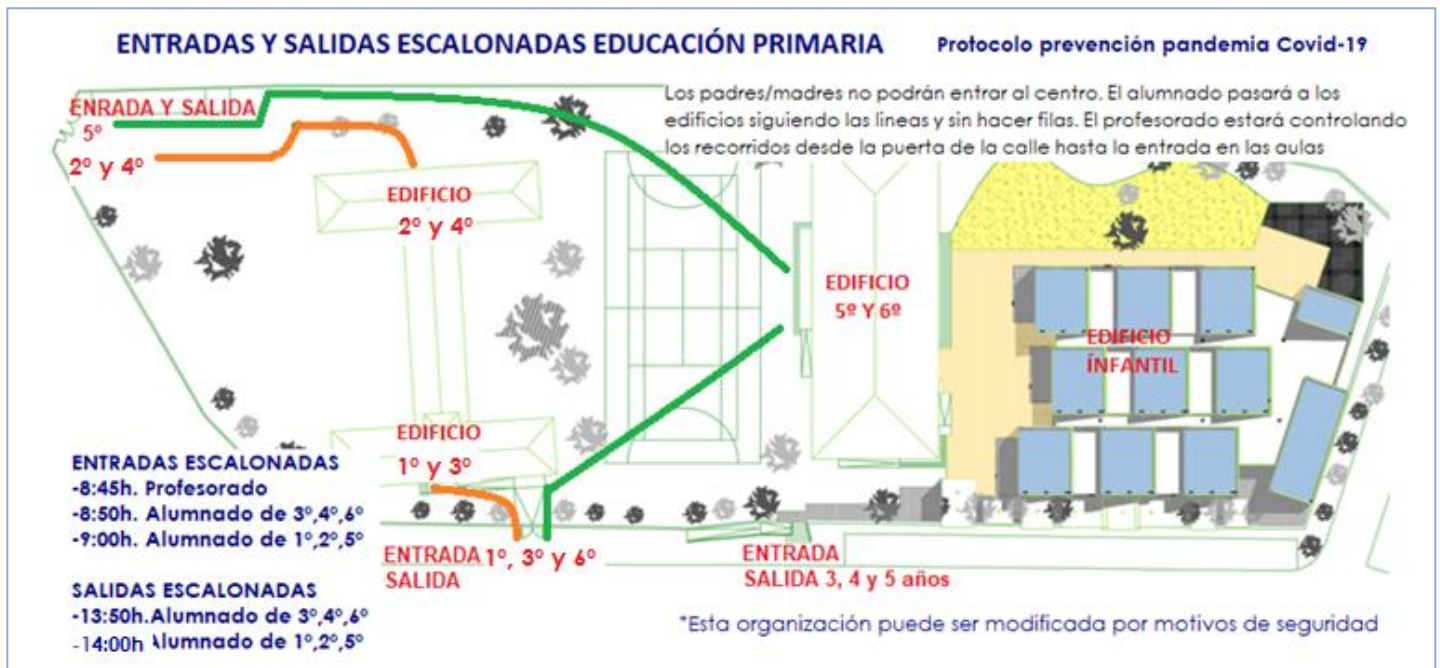 ENTRADAS Y SALIDAS ESCALONADAS EDUCACIÓN PRIMARIA
Protocolo prevención pandemia Covid-19
Los padres/madres no podrán entrar al centro. El alumnado pasará a los
edificios siguiendo las lineas y sin hacer filas. El profesorado estará controlando
los recorridos desde la puerta de la calle hasta la entrada en las aulas
ENRADA Y SALIDA
5º
2º y 4º
EDIFICIO
2º y 4º
EDIFICIO
5º Y 6º
EDIFICIO
ÍNFANTIL
EDIFICIO
1º y 3º
ENTRADA 1º, 3º y 6º
SALIDA
ENTRADA
SALIDA 3, 4 y 5 años
ENTRADAS ESCALONADAS
-8:45h. Profesorado
-8:50h. Alumnado de 3º,4º,6º
-9:00h. Alumnado de 1º,2º,5º
SALIDAS ESCALONADAS
-13:50h.Alumnado de 3º,4º,6º
-14:00h Alumnado de 1º,2º,5º
*Esta organización puede ser modificada por motivos de seguridad